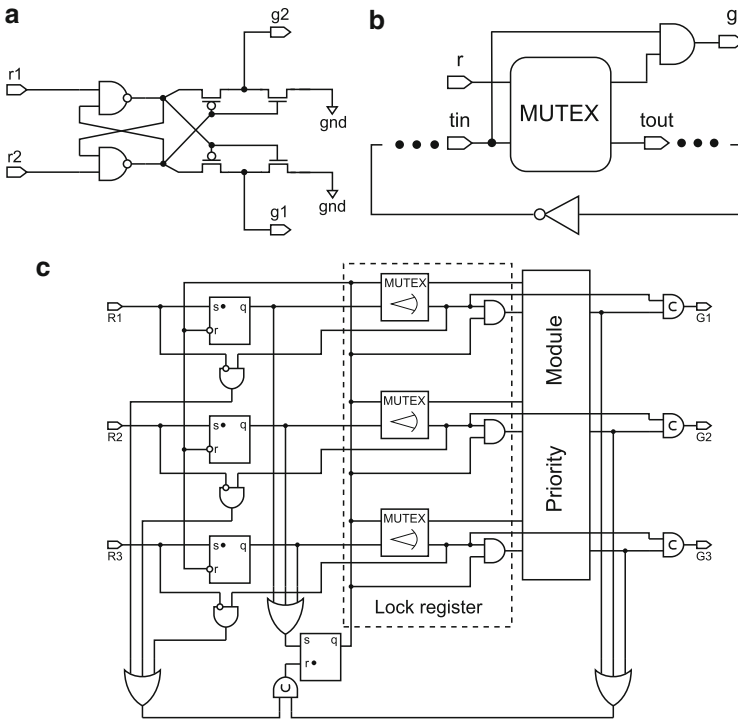 a
g2
r1
gnd
r2
gnd
g1
b
g
r
MUTEX
tin
tout
c
R1
s q
r
MUTEX
C
G1
Module
R2
s q
r
MUTEX
C
G2
Priority
R3
s q
r
MUTEX
C
G3
Lock register
s q
r
C